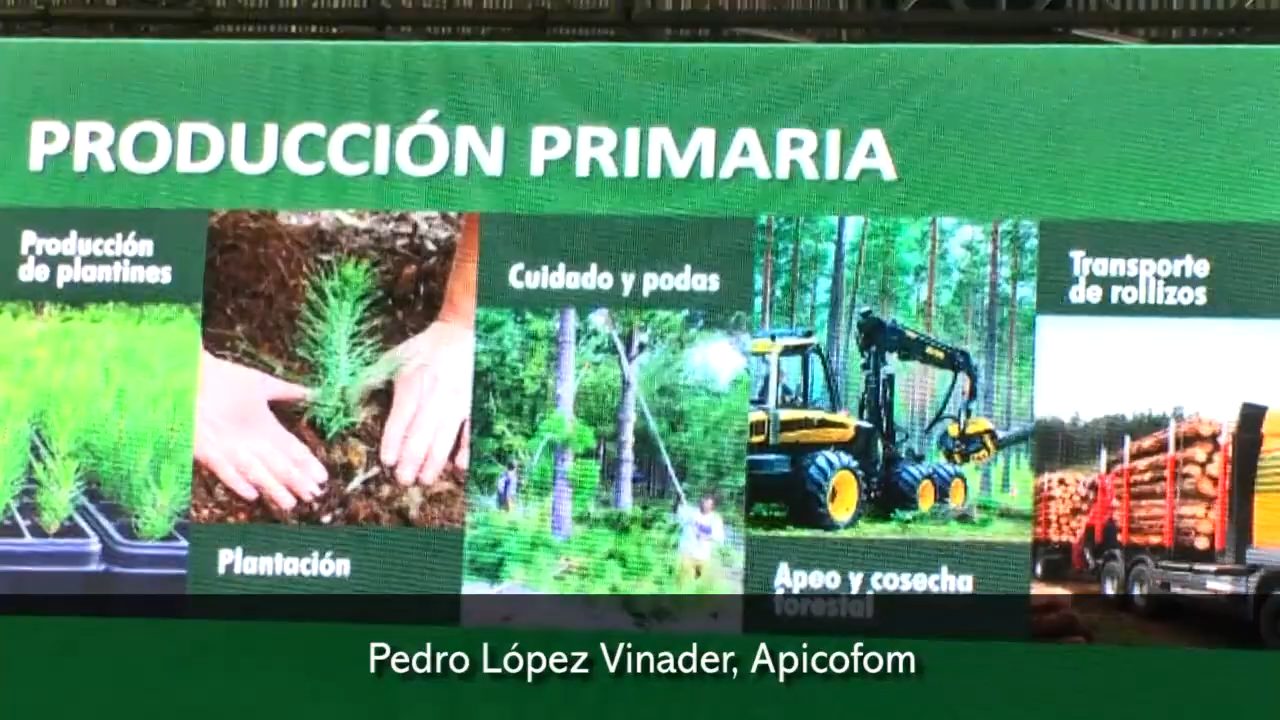 PRODUCCIÓN PRIMARIA
Producción
de plantines
Plantación
Cuidado y podas
Apeo y cosecha
forestal
Transporte
de rollizos
Pedro López Vinader, Apicofom